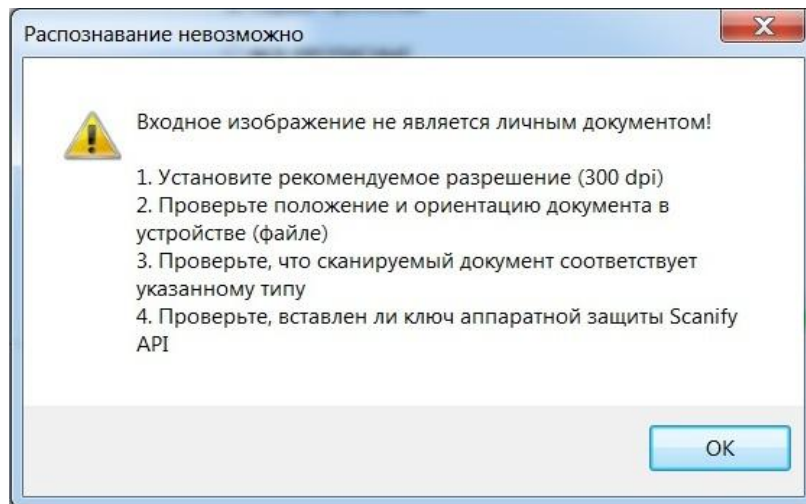 Распознавание невозможно
Входное изображение не является личным документом!
1. Установите рекомендуемое разрешение (300 dpi)
2. Проверьте положение и ориентацию документа в
устройстве (файле)
3. Проверьте, что сканируемый документ соответствует
указанному типу
4. Проверьте, вставлен ли ключ аппаратной защиты Scanify
API
OK